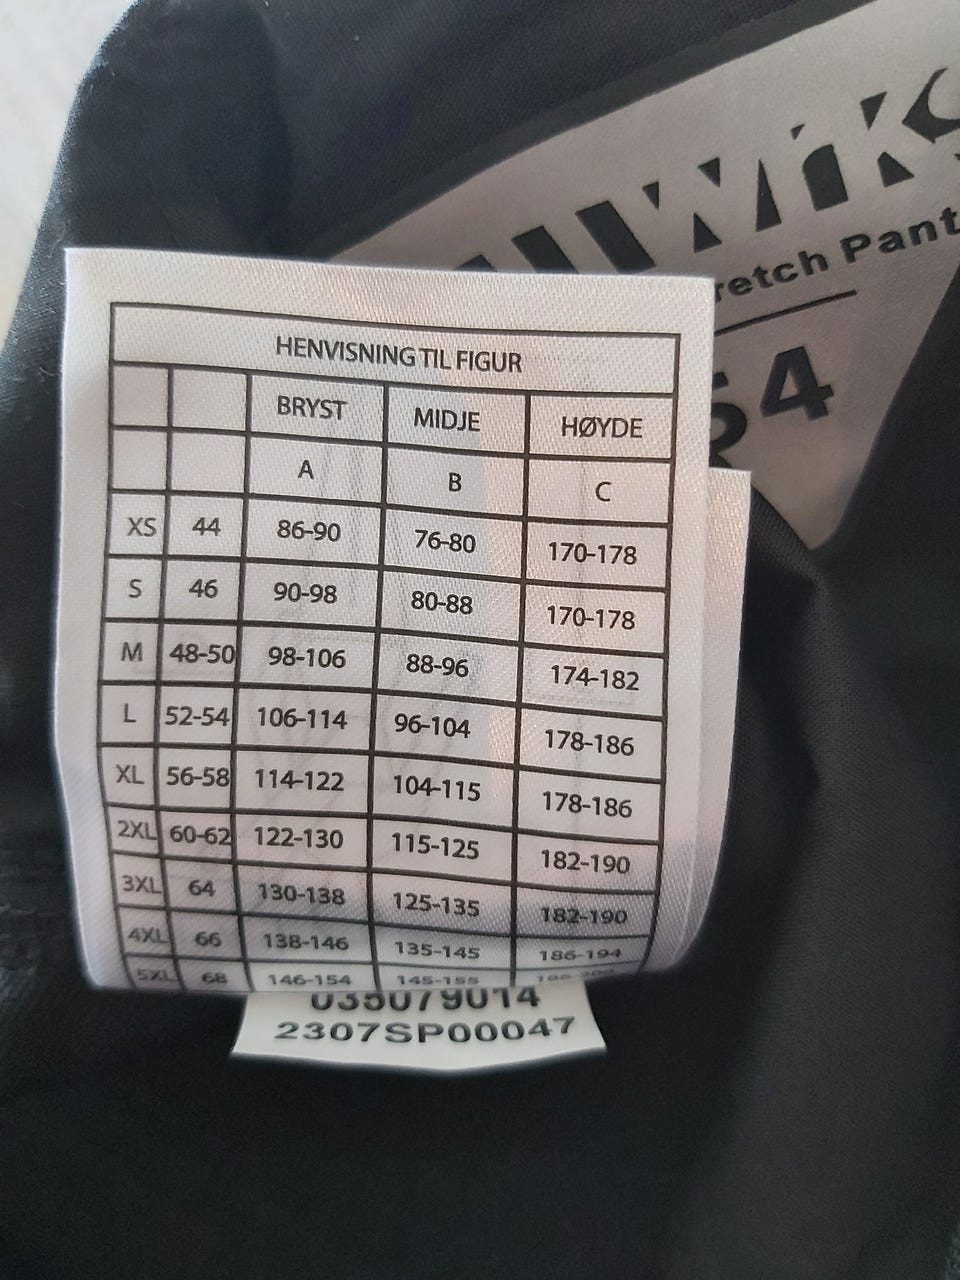 retch Pant
54
HENVISNING TIL FIGUR
BRYST MIDJE HØYDE
A B C
XS 44 86-90 76-80 170-178
S 46 90-98 80-88 170-178
M 48-50 98-106 88-96 174-182
L 52-54 106-114 96-104 178-186
XL 56-58 114-122 104-115 178-186
2XL 60-62 122-130 115-125 182-190
3XL 64 130-138 125-135 182-190
4XL 66 138-146 135-145 186-194
5XL 68 146-154 145-155
035079014
2307SP00047